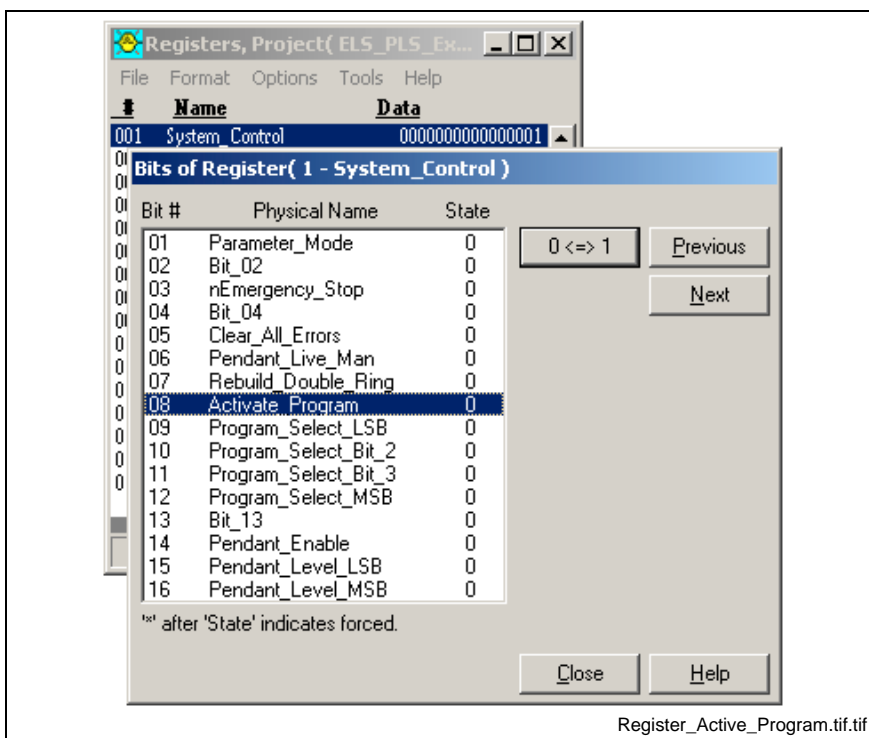 Registers, Project( ELS_PLS_Ex...
File Format Options Tools Help
# Name Data
001 System_Control 0000000000000001
Bits of Register( 1 - System_Control )
Bit # Physical Name State
01 Parameter_Mode 0
02 Bit_02 0
03 nEmergency_Stop 0
04 Bit_04 0
05 Clear_All_Errors 0
06 Pendant_Live_Man 0
07 Rebuild_Double_Ring 0
08 Activate_Program 0
09 Program_Select_LSB 0
10 Program_Select_Bit_2 0
11 Program_Select_Bit_3 0
12 Program_Select_MSB 0
13 Bit_13 0
14 Pendant_Enable 0
15 Pendant_Level_LSB 0
16 Pendant_Level_MSB 0
0 <=> 1
Previous
Next
'*' after 'State' indicates forced.
Close
Help
Register_Active_Program.tif.tif